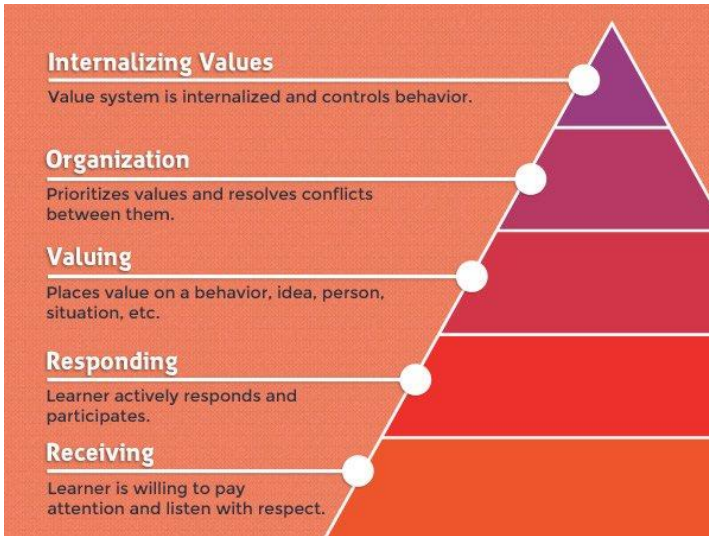 Internalizing Values
Value system is internalized and controls behavior.
Organization
Prioritizes values and resolves conflicts
between them.
Valuing
Places value on a behavior, idea, person,
situation, etc.
Responding
Learner actively responds and
participates.
Receiving
Learner is willing to pay
attention and listen with respect.